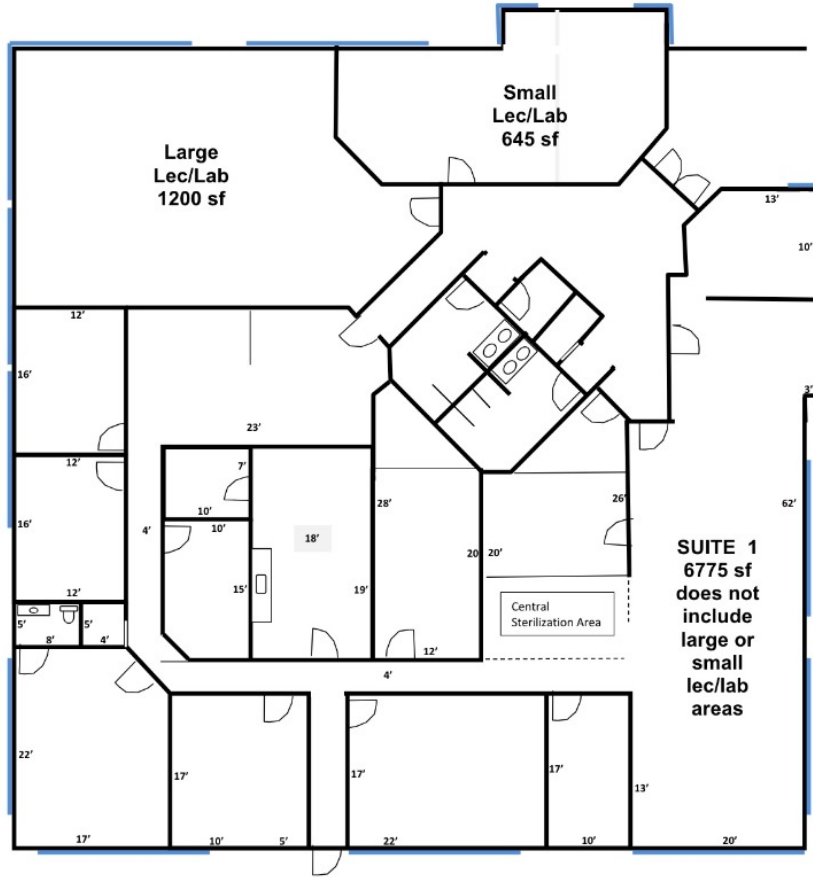 Small
Lec/Lab
645 sf
Large
Lec/Lab
1200 sf
13'
10'
12'
16'
3'
23'
12'
7'
28'
26'
62'
16'
10'
10'
4'
18'
20
20'
SUITE 1
6775 sf
does not
include
large or
small
lec/lab
areas
15'
19'
12'
Central
Sterilization Area
5'
8'
5'
4'
12'
4'
22'
17'
17'
17'
13'
17'
10'
5'
22'
10'
20'